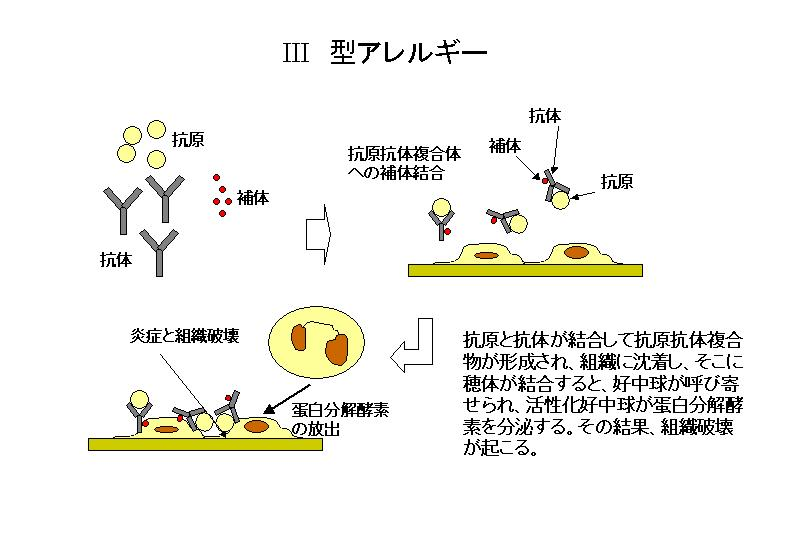 III 型アレルギー
抗原
補体
抗体
抗原抗体複合体
への補体結合
抗体
補体
抗原
炎症と組織破壊
蛋白分解酵素
の放出
抗原と抗体が結合して抗原抗体複合
物が形成され、組織に沈着し、そこに
穂体が結合すると、好中球が呼び寄
せられ、活性化好中球が蛋白分解酵
素を分泌する。その結果、組織破壊
が起こる。